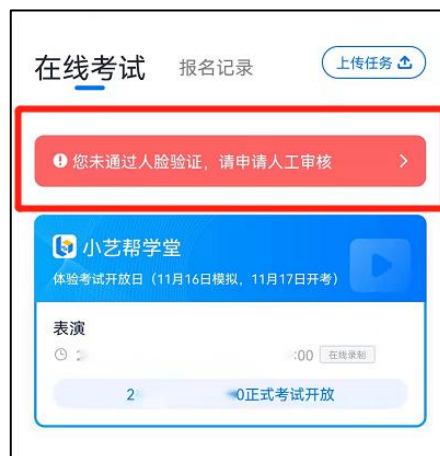 在线考试 报名记录 上传任务
您未通过人脸验证，请申请人工审核
小艺帮学堂
体验考试开放日（11月16日模拟，11月17日开考）
表演
:00 在线录制
2 0正式考试开放